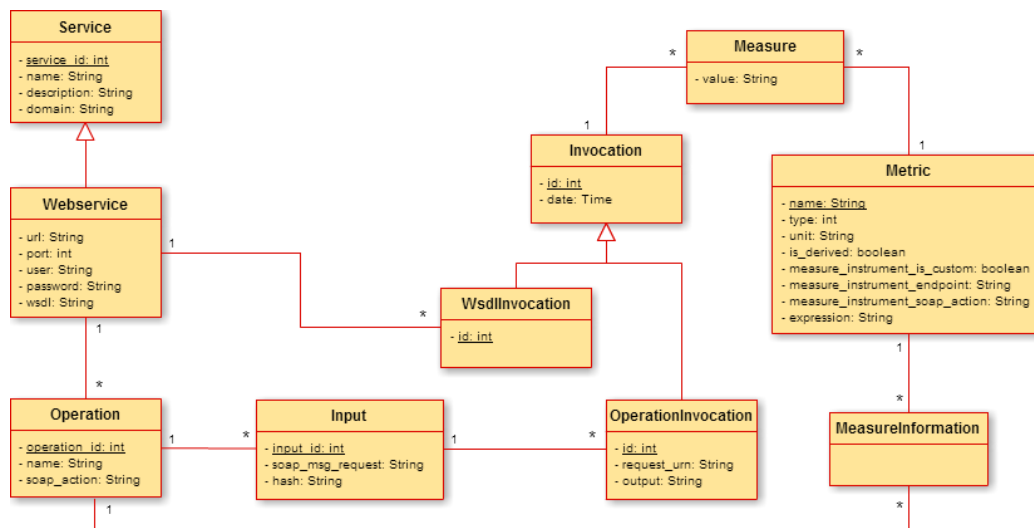 Service
- service_id: int
- name: String
- description: String
- domain: String
Webservice
- url: String
- port: int
- user: String
- password: String
- wsdl: String
1
*
1
*
Operation
- operation_id: int
- name: String
- soap_action: String
1
*
1
Input
- input_id: int
- soap_msg_request: String
- hash: String
1
*
WsdlInvocation
- id: int
Invocation
- id: int
- date: Time
1
*
Measure
- value: String
*
1
OperationInvocation
- id: int
- request_urn: String
- output: String
Metric
- name: String
- type: int
- unit: String
- is_derived: boolean
- measure_instrument_is_custom: boolean
- measure_instrument_endpoint: String
- measure_instrument_soap_action: String
- expression: String
1
*
MeasureInformation
*